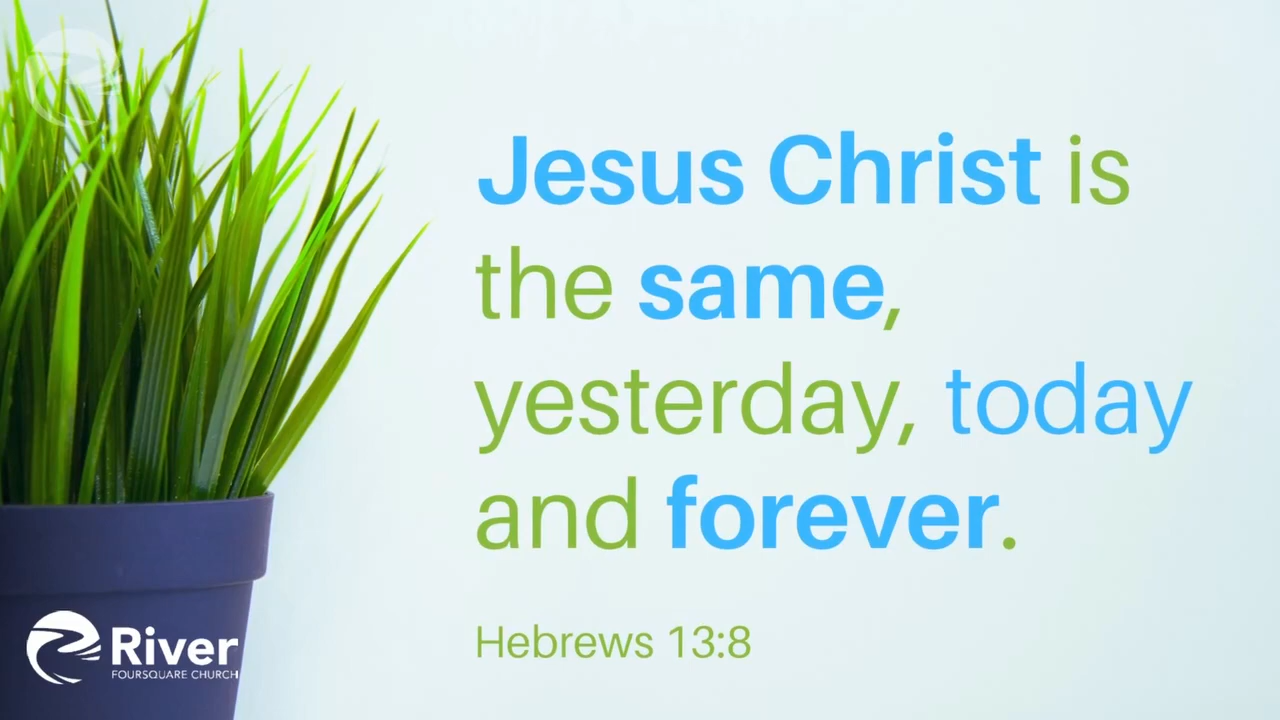 Jesus Christ is
the same,
yesterday, today
and forever.
Hebrews 13:8
River
FOURSQUARE CHURCH